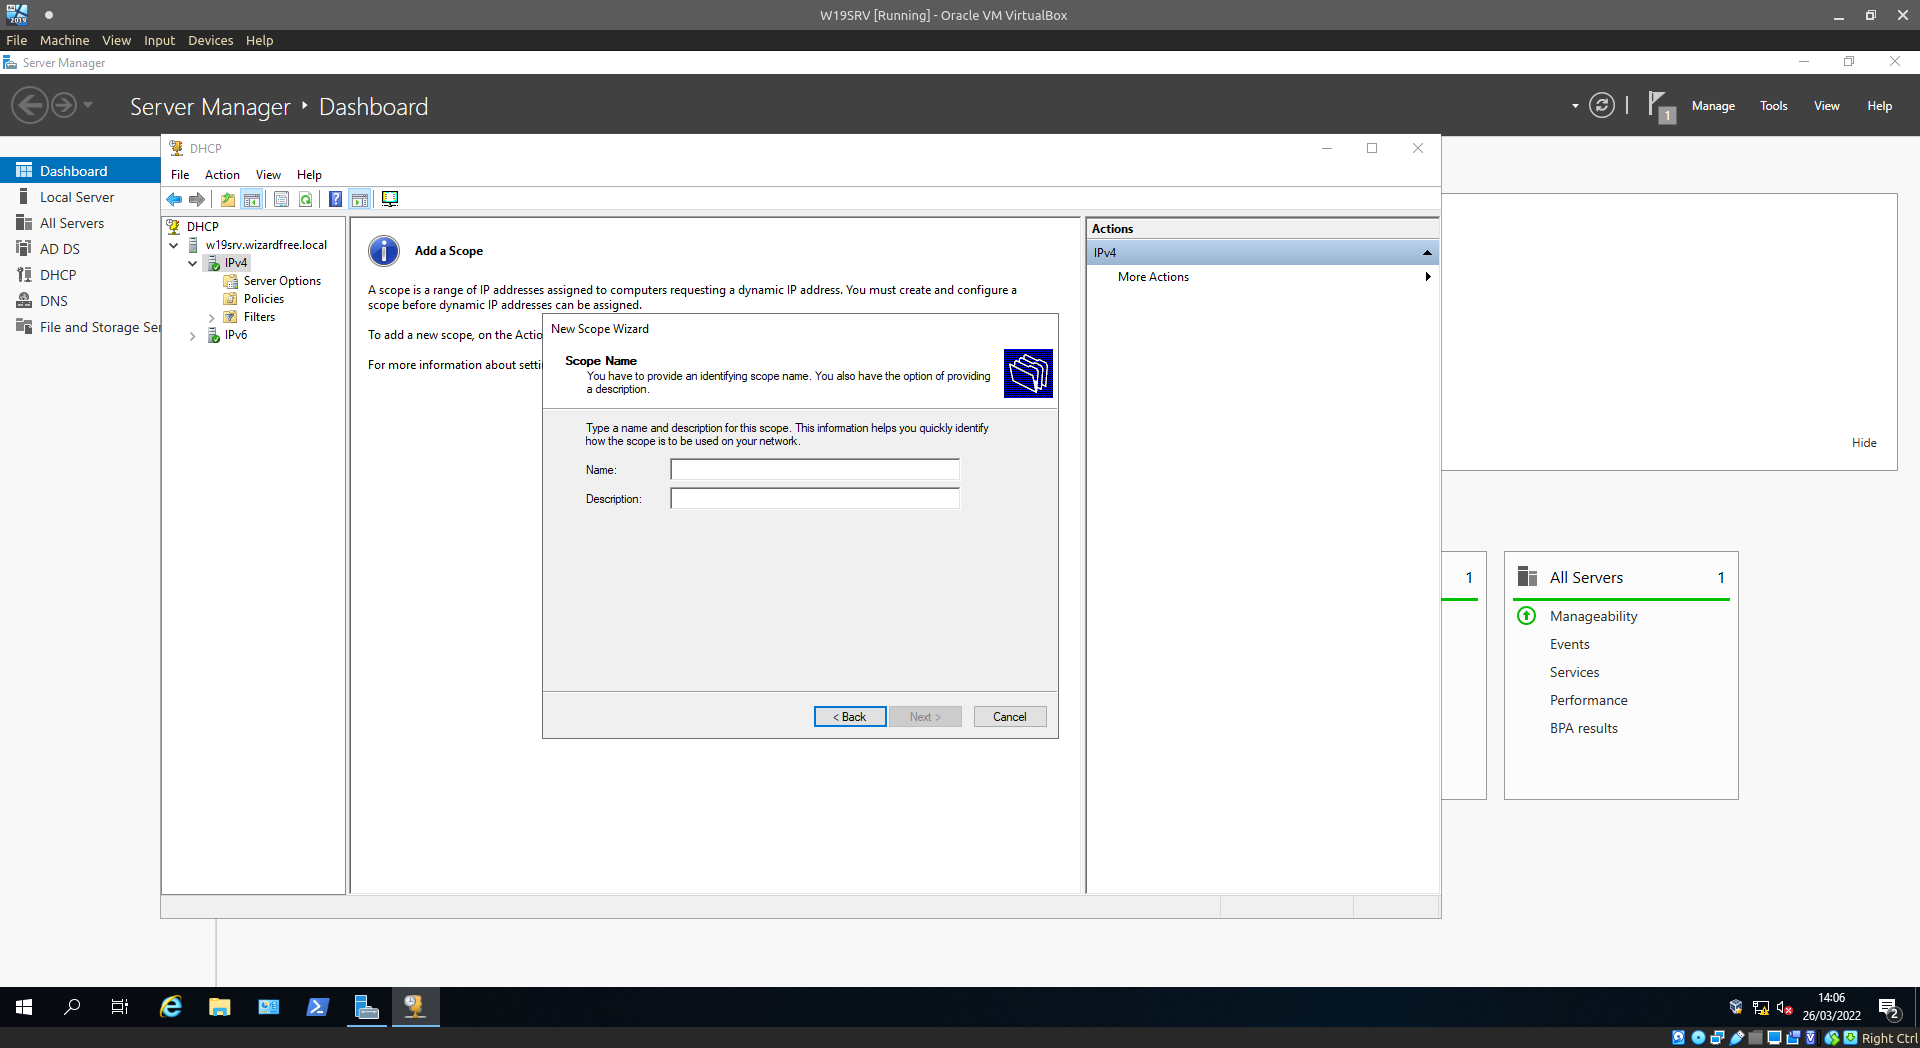 W19SRV [Running] - Oracle VM VirtualBox
File Machine View Input Devices Help
Server Manager
Server Manager Dashboard
1
Manage Tools View Help
Dashboard
Local Server
All Servers
AD DS
DHCP
DNS
File and Storage Ser
DHCP
File Action View Help
DHCP
w19srv.wizardfree.local
IPv4
Server Options
Policies
Filters
IPv6
Add a Scope
A scope is a range of IP addresses assigned to computers requesting a dynamic IP address. You must create and configure a
scope before dynamic IP addresses can be assigned.
To add a new scope, on the Actio
For more information about setti
Actions
IPv4
More Actions
New Scope Wizard
Scope Name
You have to provide an identifying scope name. You also have the option of providing
a description.
Type a name and description for this scope. This information helps you quickly identify
how the scope is to be used on your network.
Name:
Description:
< Back
Next >
Cancel
Hide
1
All Servers 1
Manageability
Events
Services
Performance
BPA results
14:06
26/03/2022
2
Right Ctrl